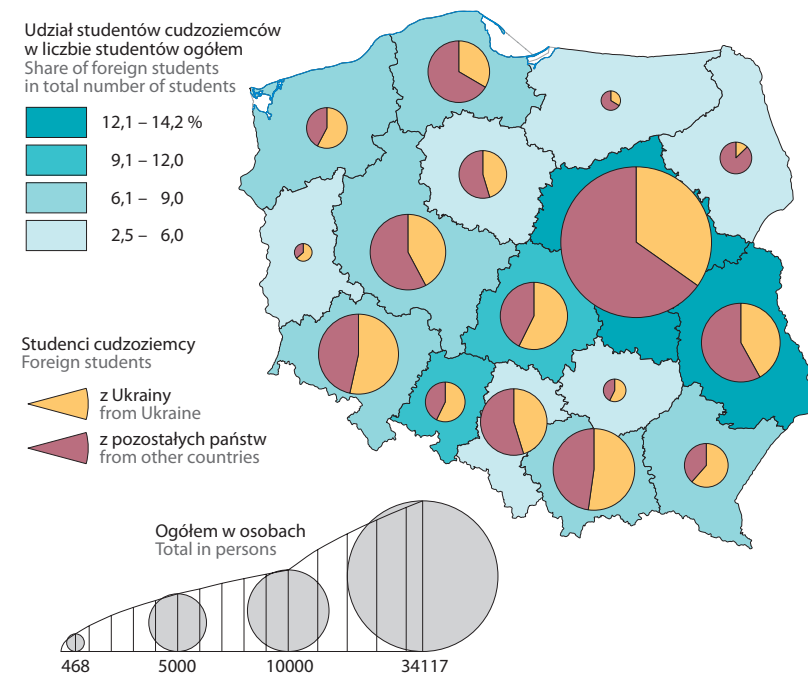 Udział studentów cudzoziemców
w liczbie studentów ogółem
Share of foreign students
in total number of students
12,1 – 14,2 %
9,1 – 12,0
6,1 – 9,0
2,5 – 6,0
Studenci cudzoziemcy
Foreign students
z Ukrainy
from Ukraine
z pozostałych państw
from other countries
Ogółem w osobach
Total in persons
468 5000 10000 34117